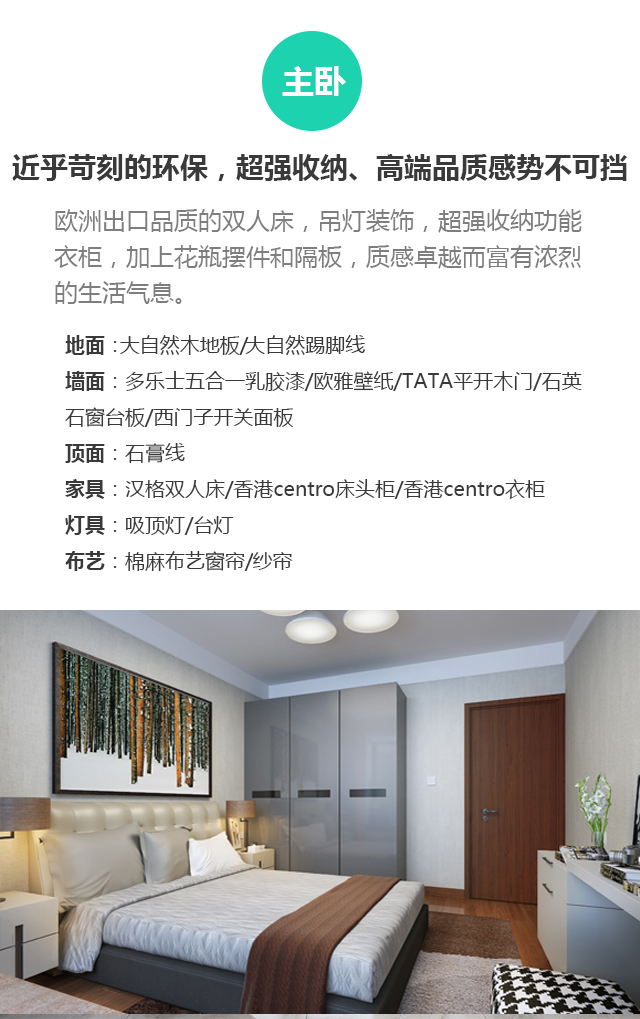 主卧
近乎苛刻的环保，超强收纳、高端品质感势不可挡
欧洲出口品质的双人床，吊灯装饰，超强收纳功能
衣柜，加上花瓶摆件和隔板，质感卓越而富有浓烈
的生活气息。
地面：大自然木地板/大自然踢脚线
墙面：多乐士五合一乳胶漆/欧雅壁纸/TATA平开木门/石英
石窗台板/西门子开关面板
顶面：石膏线
家具：汉格双人床/香港centro床头柜/香港centro衣柜
灯具：吸顶灯/台灯
布艺：棉麻布艺窗帘/纱帘